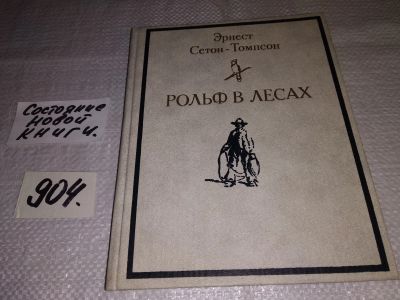 Эрнест
Сетон-Томпсон
РОЛЬФ В ЛЕСАХ
Состояние
новой
книги.
904.